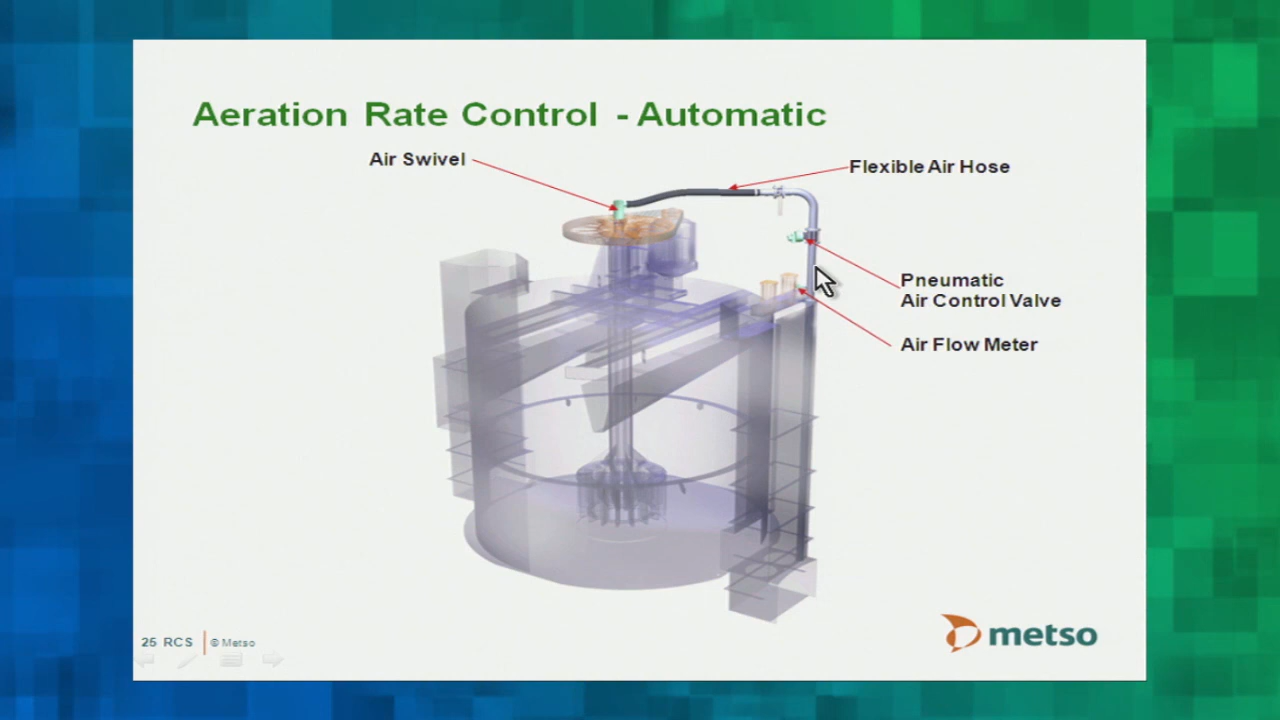 Aeration Rate Control - Automatic
Air Swivel
Flexible Air Hose
Pneumatic
Air Control Valve
Air Flow Meter
25 RCS
© Metso
metso